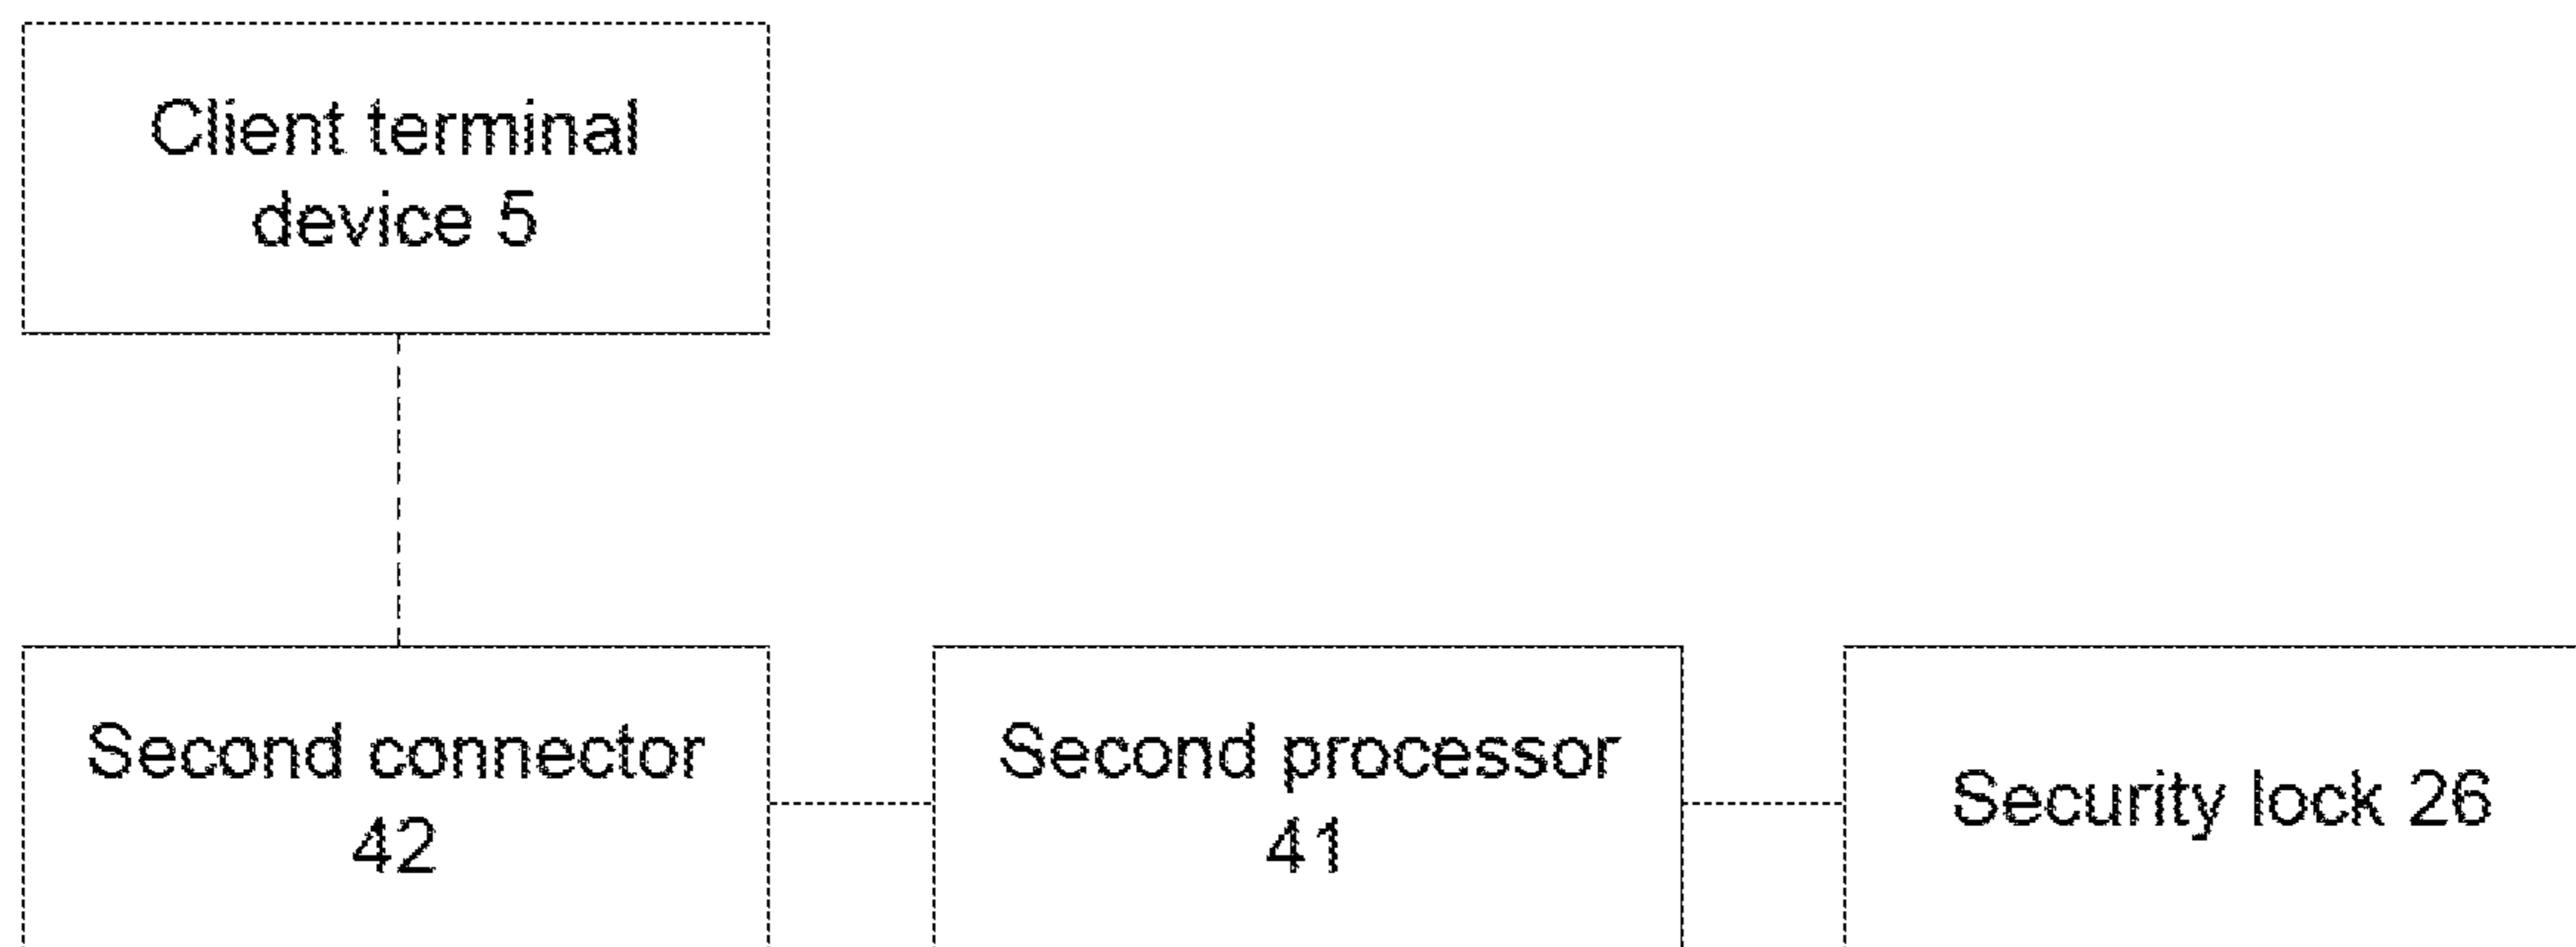 Client terminal
device 5
Second connector
42
Second processor
41
Security lock 26